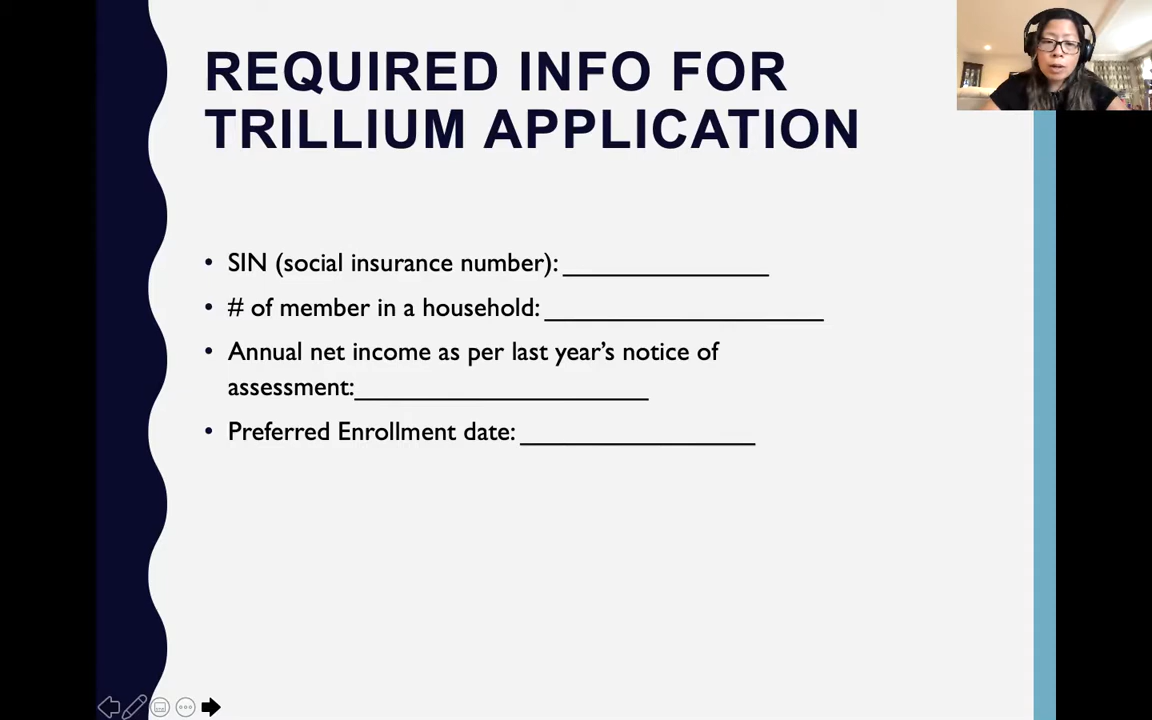 REQUIRED INFO FOR
TRILLIUM APPLICATION
• SIN (social insurance number): _______________
• # of member in a household: ____________________
• Annual net income as per last year’s notice of
assessment:_____________________
• Preferred Enrollment date: _________________